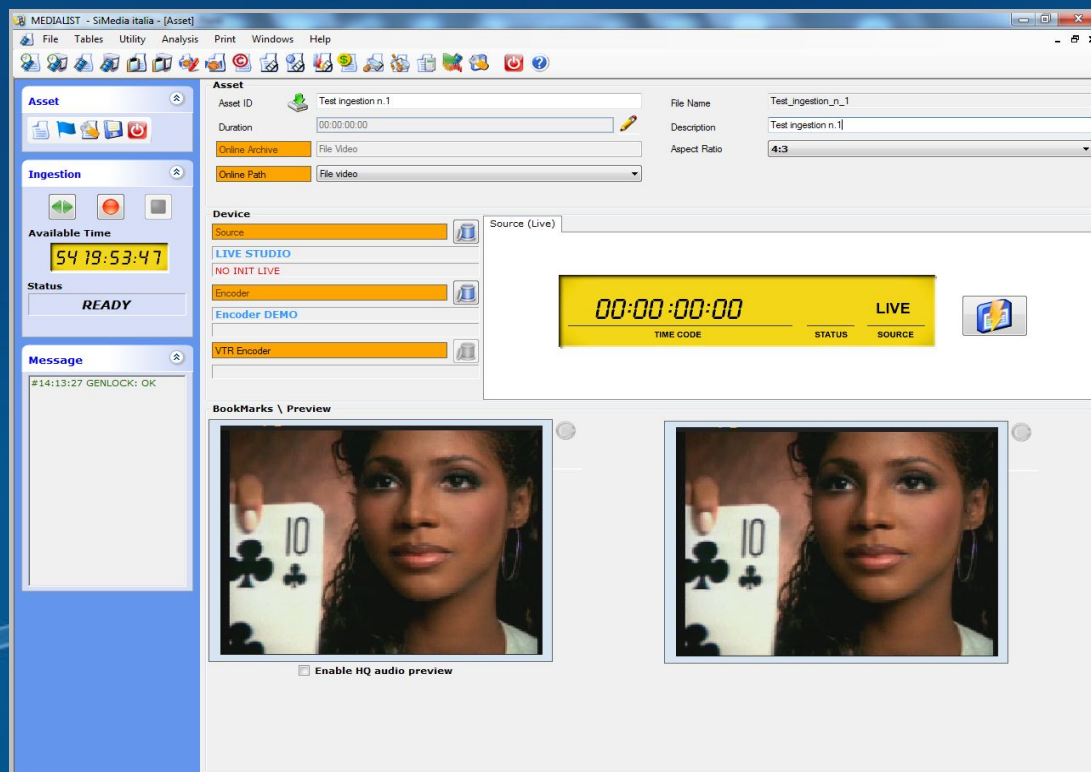 MEDIALIST - SiMedia italia - [Asset]
File Tables Utility Analysis Print Windows Help
Asset
Asset
Asset ID
Test ingestion n.1
File Name
Test_ingestion_n_1
Duration
00:00:00:00
Description
Test ingestion n.1
Online Archive
File Video
Aspect Ratio
4:3
Online Path
File video
Ingestion
Available Time
54 19:53:47
Status
READY
Message
#14:13:27 GENLOCK: OK
Device
Source
LIVE STUDIO
NO INIT LIVE
Encoder
Encoder DEMO
VTR Encoder
Source (Live)
00:00:00:00
LIVE
TIME CODE
STATUS
SOURCE
BookMarks \ Preview
10
10
Enable HQ audio preview